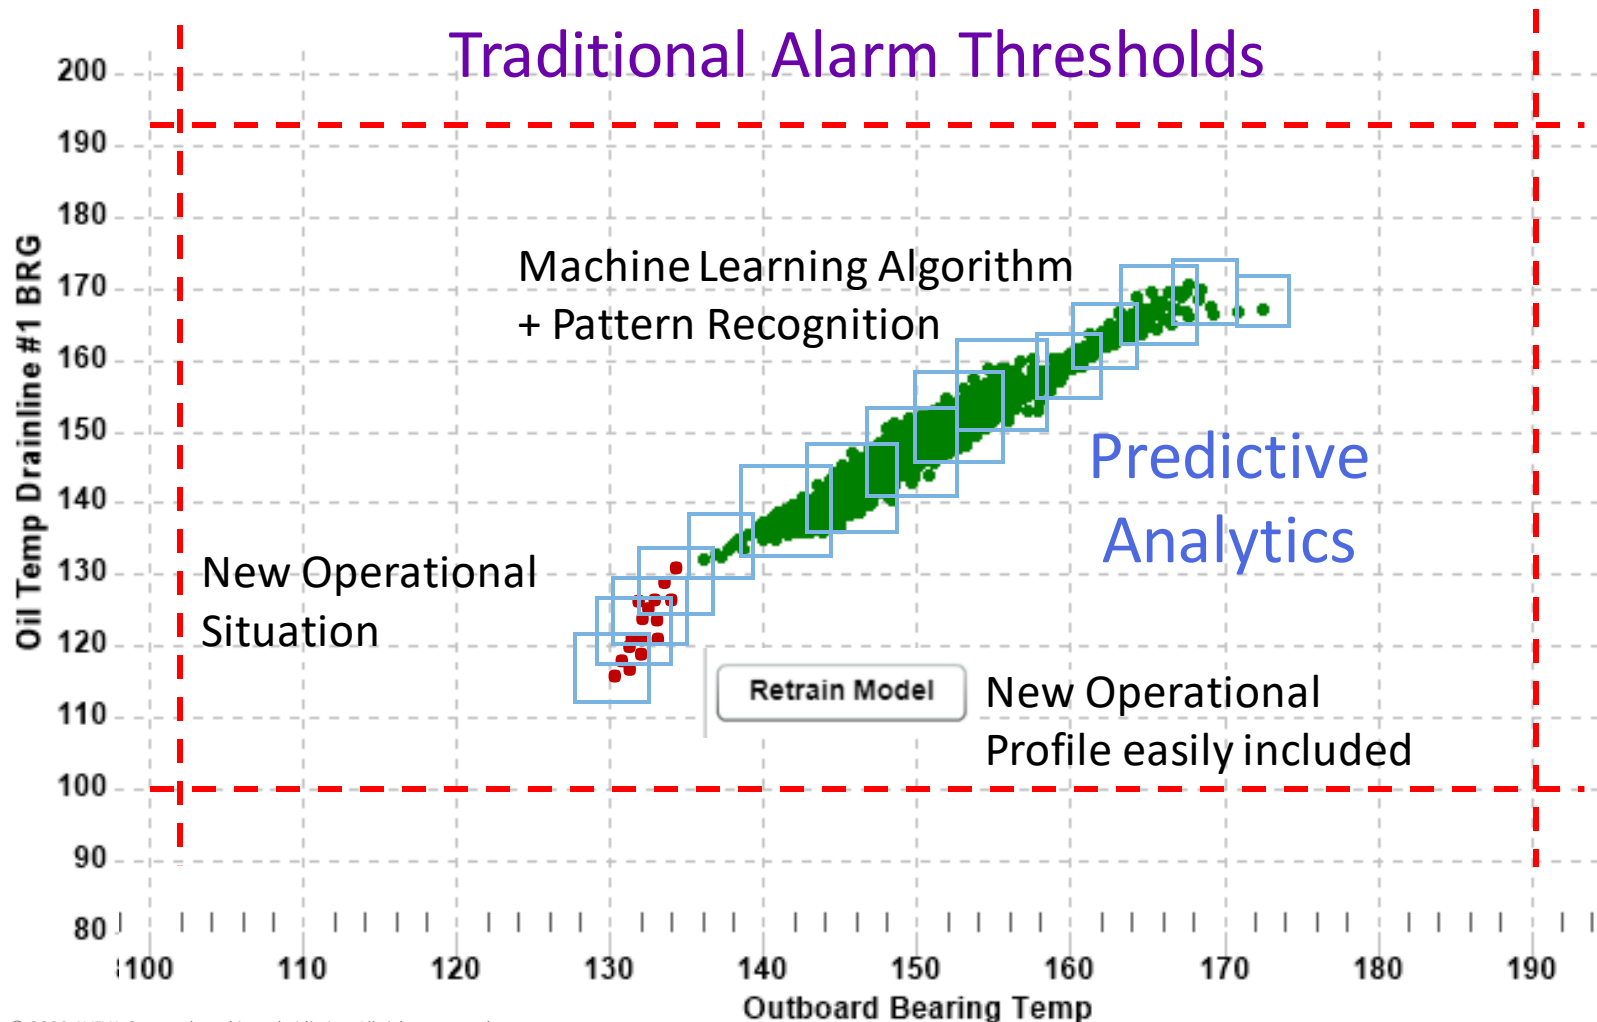 Traditional Alarm Thresholds
200
190
180
170
160
150
140
130
120
110
100
90
80
Oil Temp Drainline #1 BRG
Machine Learning Algorithm
+ Pattern Recognition
Predictive
Analytics
New Operational
Situation
Retrain Model
New Operational
Profile easily included
100 110 120 130 140 150 160 170 180 190
Outboard Bearing Temp